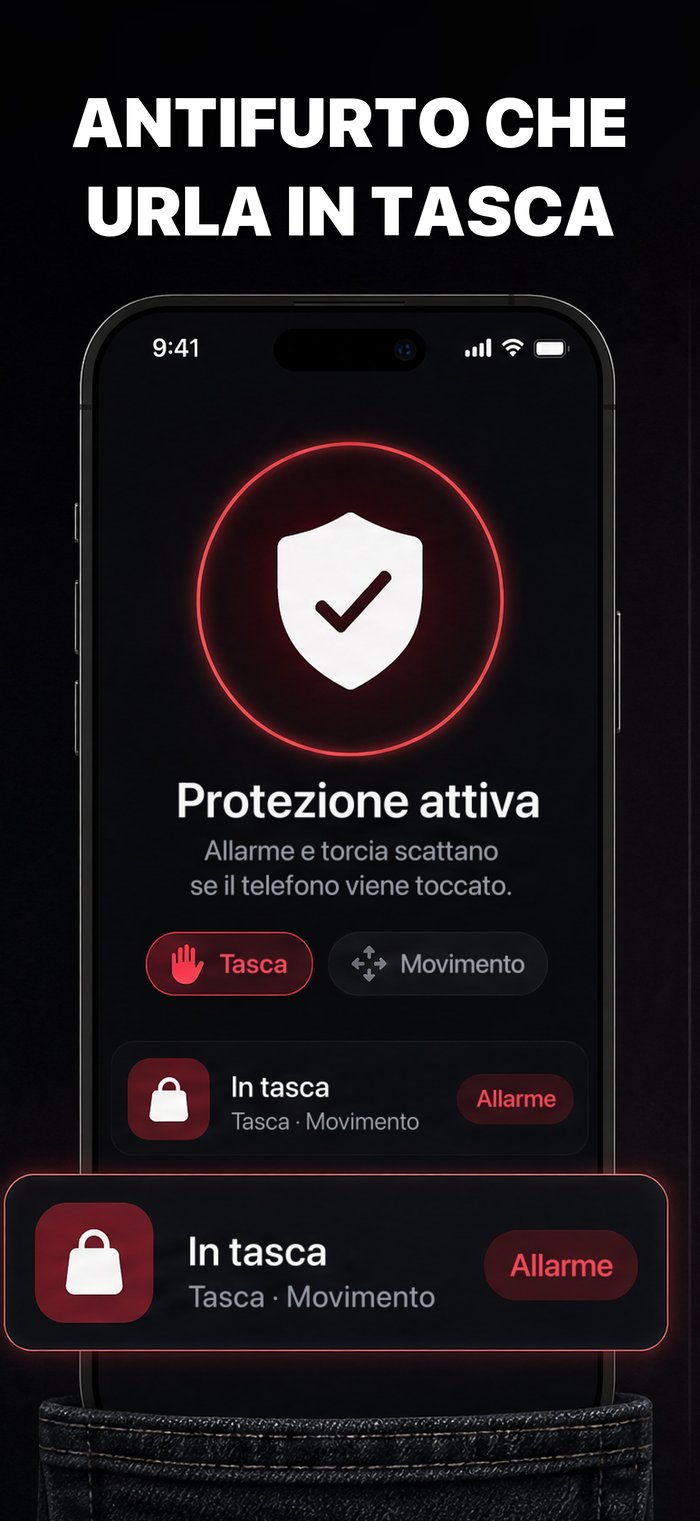 ANTIFURTO CHE
URLA IN TASCA
9:41
Protezione attiva
Allarme e torcia scattano
se il telefono viene toccato.
Tasca
Movimento
In tasca
Tasca · Movimento
Allarme
In tasca
Tasca · Movimento
Allarme